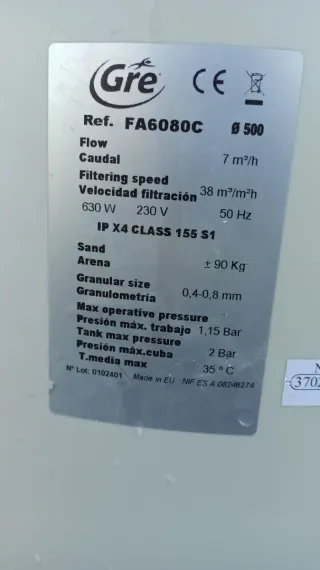 Gre
CE
Ref. FA6080C ø 500
Flow
Caudal 7 m³/h
Filtering speed
Velocidad filtración 38 m³/m²h
630 W 230 V 50 Hz
IP X4 CLASS 155 S1
Sand
Arena ± 90 Kg
Granular size
Granulometría 0,4-0,8 mm
Max operative pressure
Presión máx. trabajo 1,15 Bar
Tank max pressure
Presión máx.cuba 2 Bar
T.media max 35 º C
Nº Lot: 0102401 Made in EU NIF ES A 08246274
N
3702